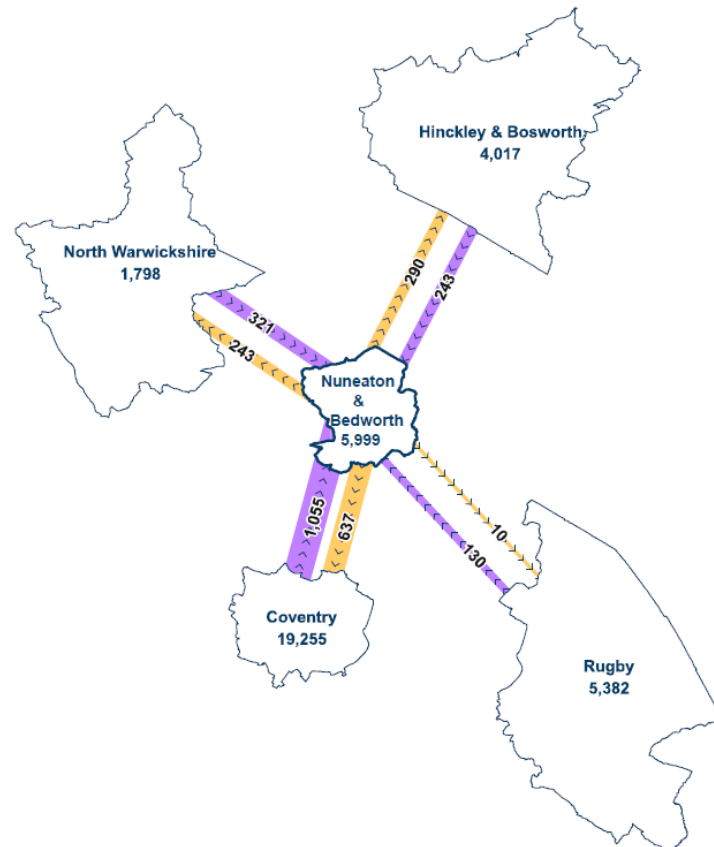 Hinckley & Bosworth
4,017
North Warwickshire
1,798
290
243
321
243
Nuneaton
&
Bedworth
5,999
1,055
637
10
130
Coventry
19,255
Rugby
5,382